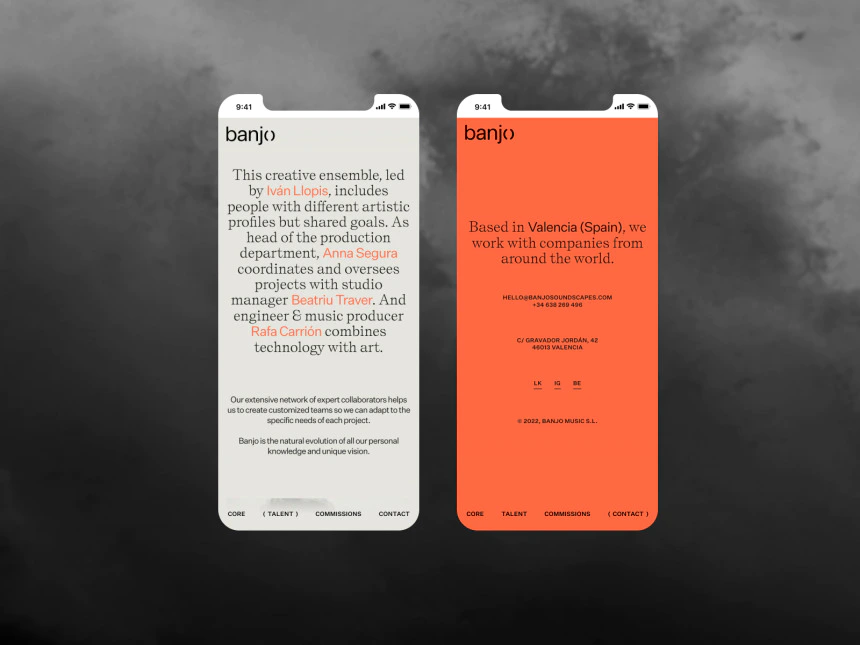 9:41
banjo
This creative ensemble, led
by Iván Llopis, includes
people with different artistic
profiles but shared goals. As
head of the production
department, Anna Segura
coordinates and oversees
projects with studio
manager Beatriu Traver. And
engineer & music producer
Rafa Carrión combines
technology with art.
Our extensive network of expert collaborators helps
us to create customized teams so we can adapt to the
specific needs of each project.
Banjo is the natural evolution of all our personal
knowledge and unique vision.
CORE ( TALENT ) COMMISSIONS CONTACT
9:41
banjo
Based in Valencia (Spain), we
work with companies from
around the world.
HELLO@BANJOSOUNDSCAPES.COM
+34 638 269 496
C/ GRAVADOR JORDÁN, 42
46013 VALENCIA
LK IG BE
© 2022, BANJO MUSIC S.L.
CORE TALENT COMMISSIONS ( CONTACT )